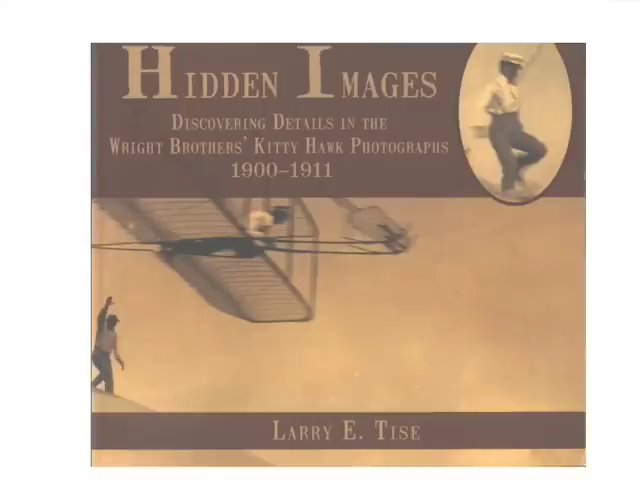 HIDDEN IMAGES
DISCOVERING DETAILS IN THE
WRIGHT BROTHERS' KITTY HAWK PHOTOGRAPHS
1900–1911
LARRY E. TISE